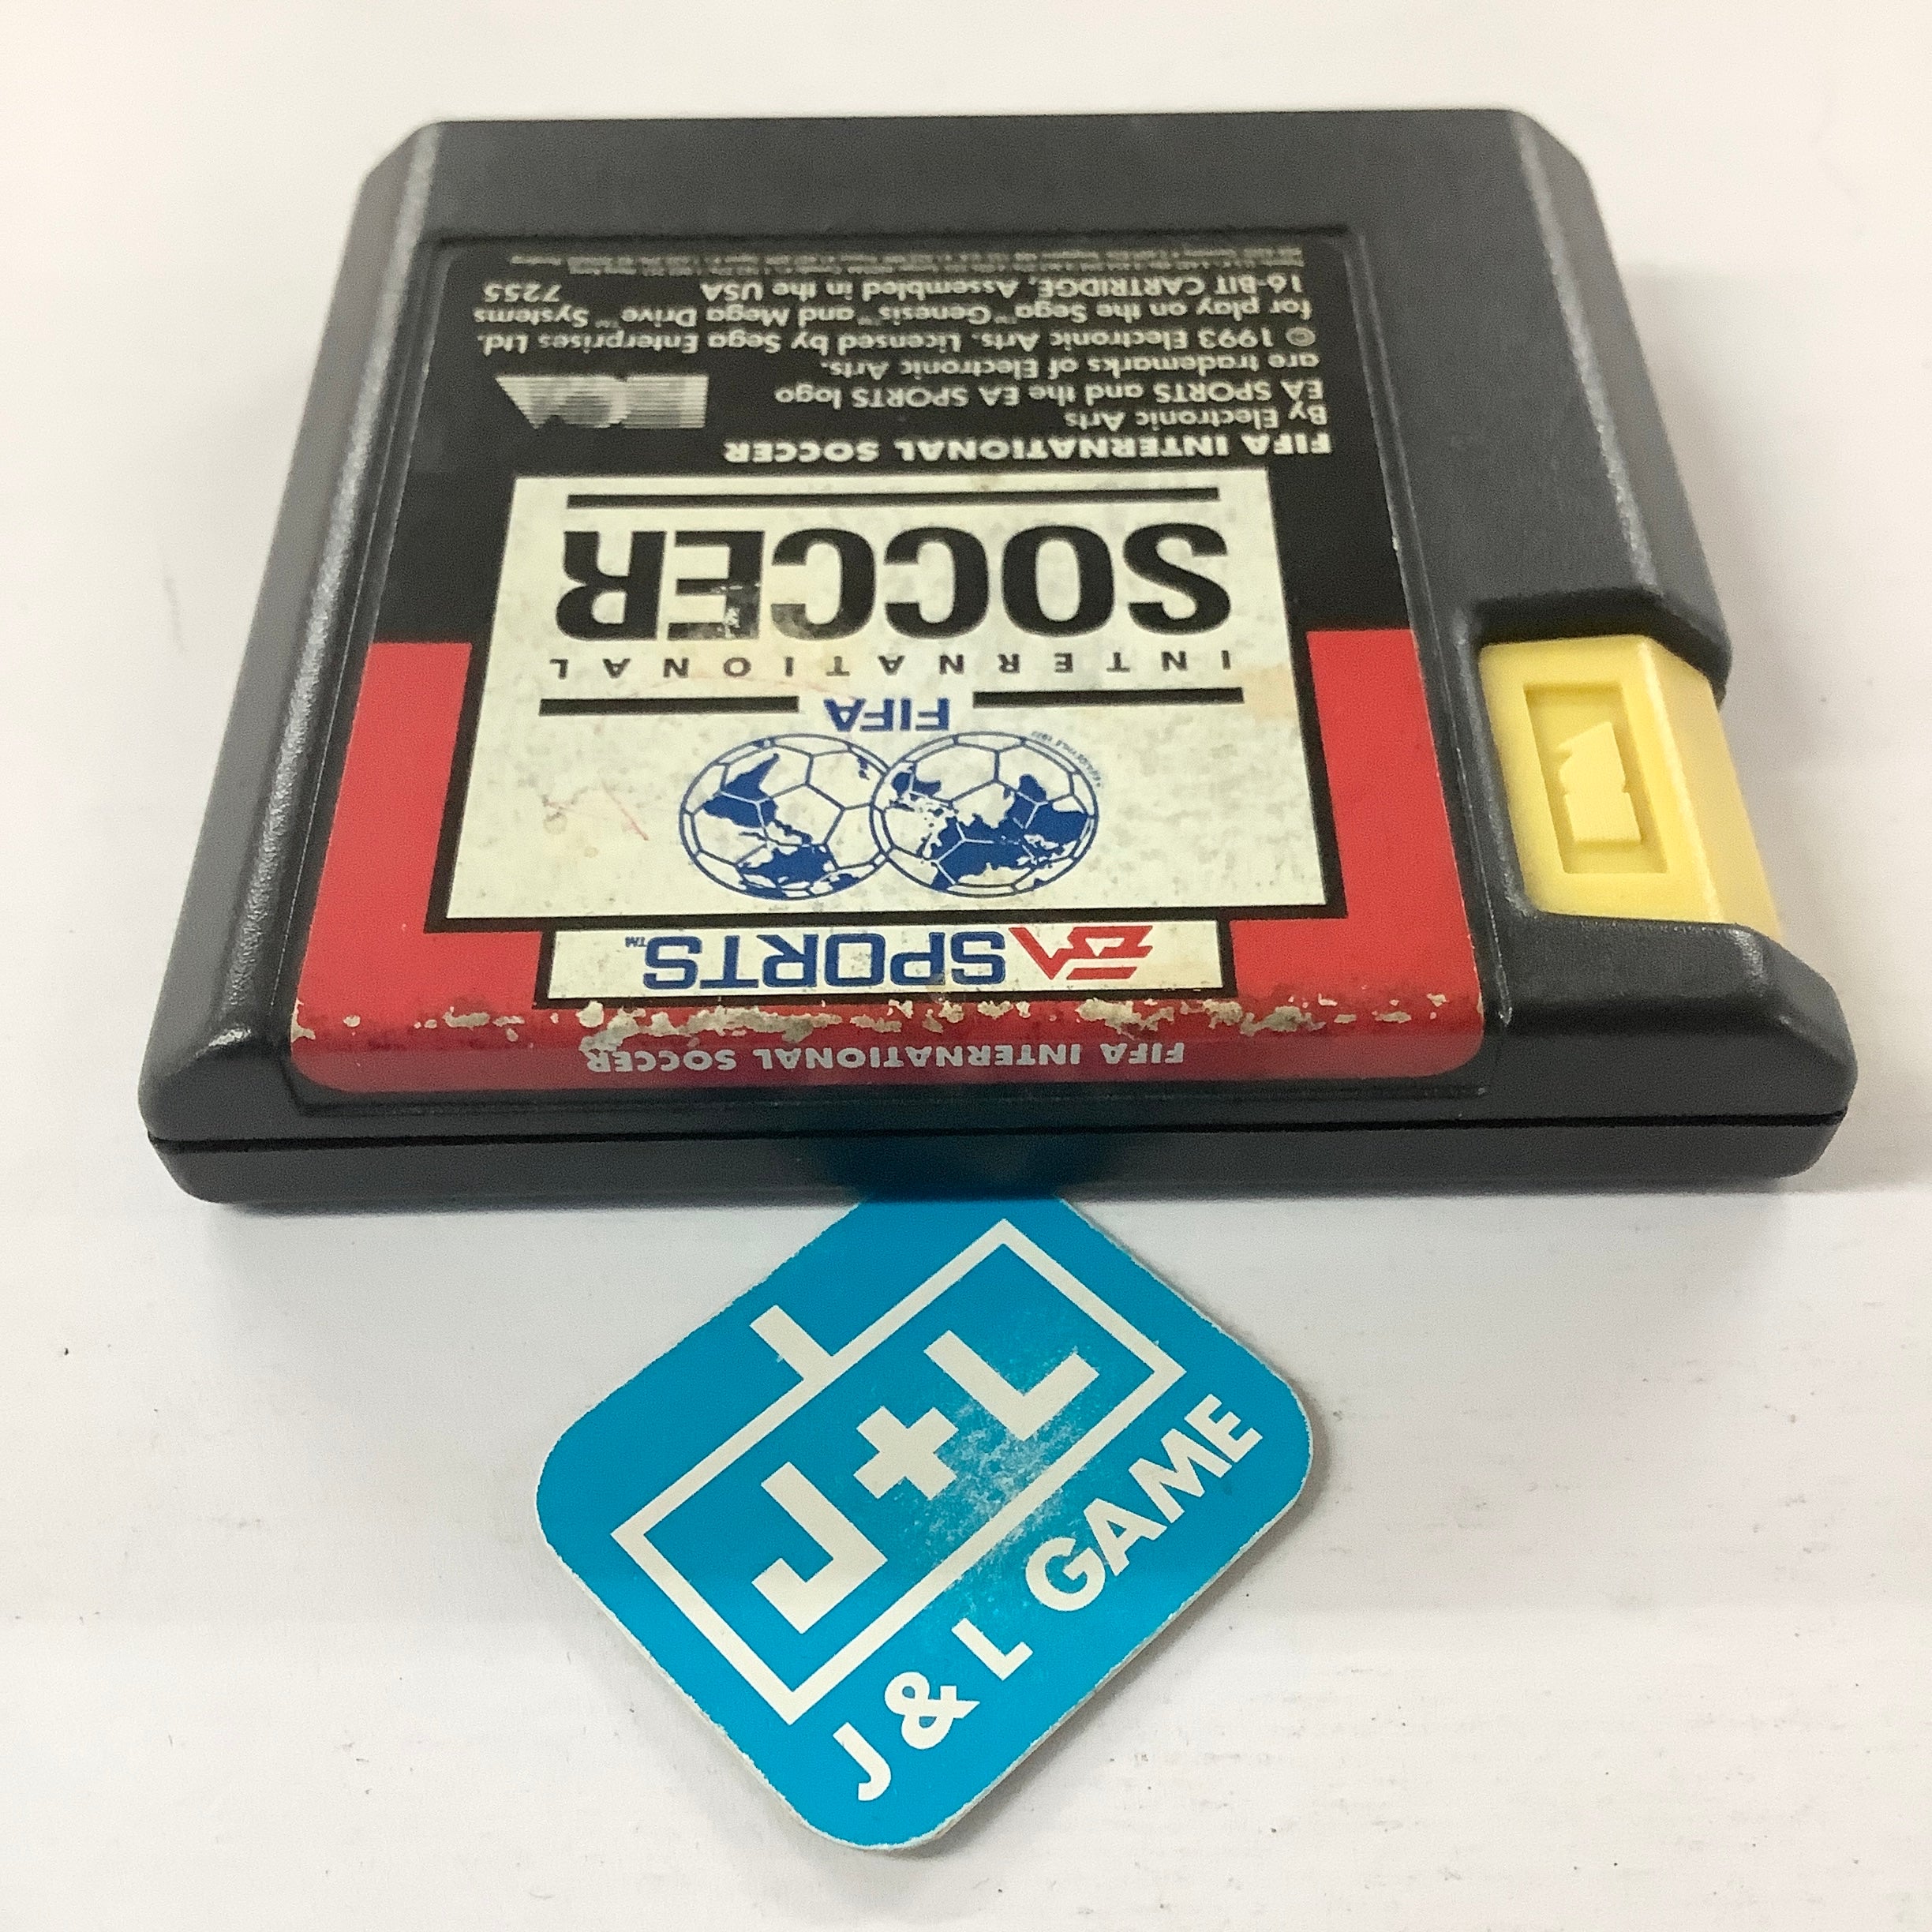 FIFA INTERNATIONAL SOCCER
EA SPORTS™
FIFA
INTERNATIONAL
SOCCER
FIFA INTERNATIONAL SOCCER
By Electronic Arts
EA SPORTS and the EA SPORTS logo
are trademarks of Electronic Arts.
© 1993 Electronic Arts. Licensed by Sega Enterprises Ltd.
for play on the Sega™ Genesis™ and Mega Drive™ Systems
16-BIT CARTRIDGE, Assembled in the USA 7255
J+L
J & L GAME